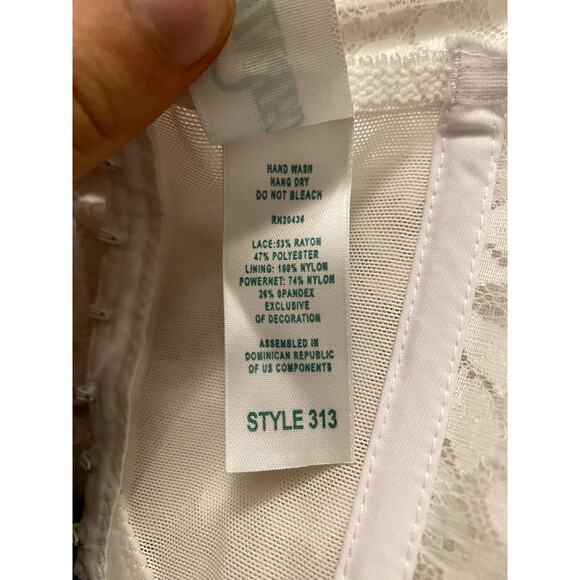 HAND WASH
HANG DRY
DO NOT BLEACH
RN20436
LACE:53% RAYON
47% POLYESTER
LINING: 100% NYLON
POWERNET: 74% NYLON
26% SPANDEX
EXCLUSIVE
OF DECORATION
ASSEMBLED IN
DOMINICAN REPUBLIC
OF US COMPONENTS
STYLE 313